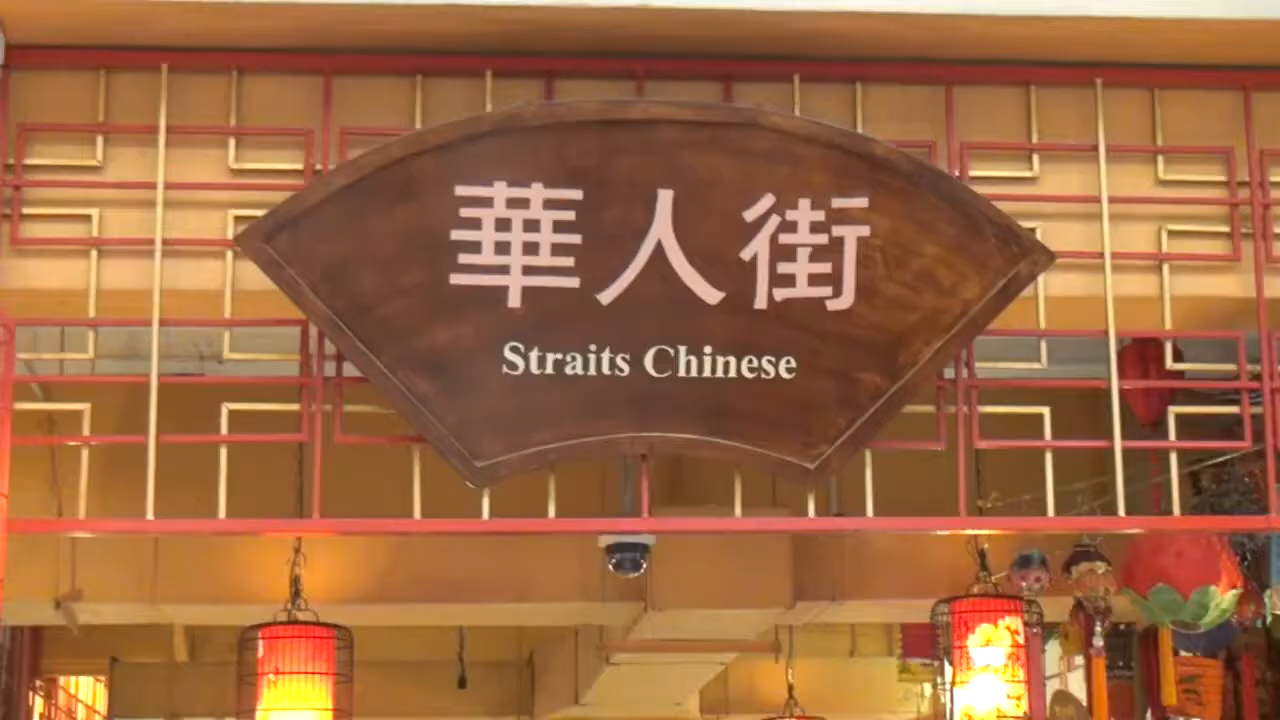 華人街
Straits Chinese